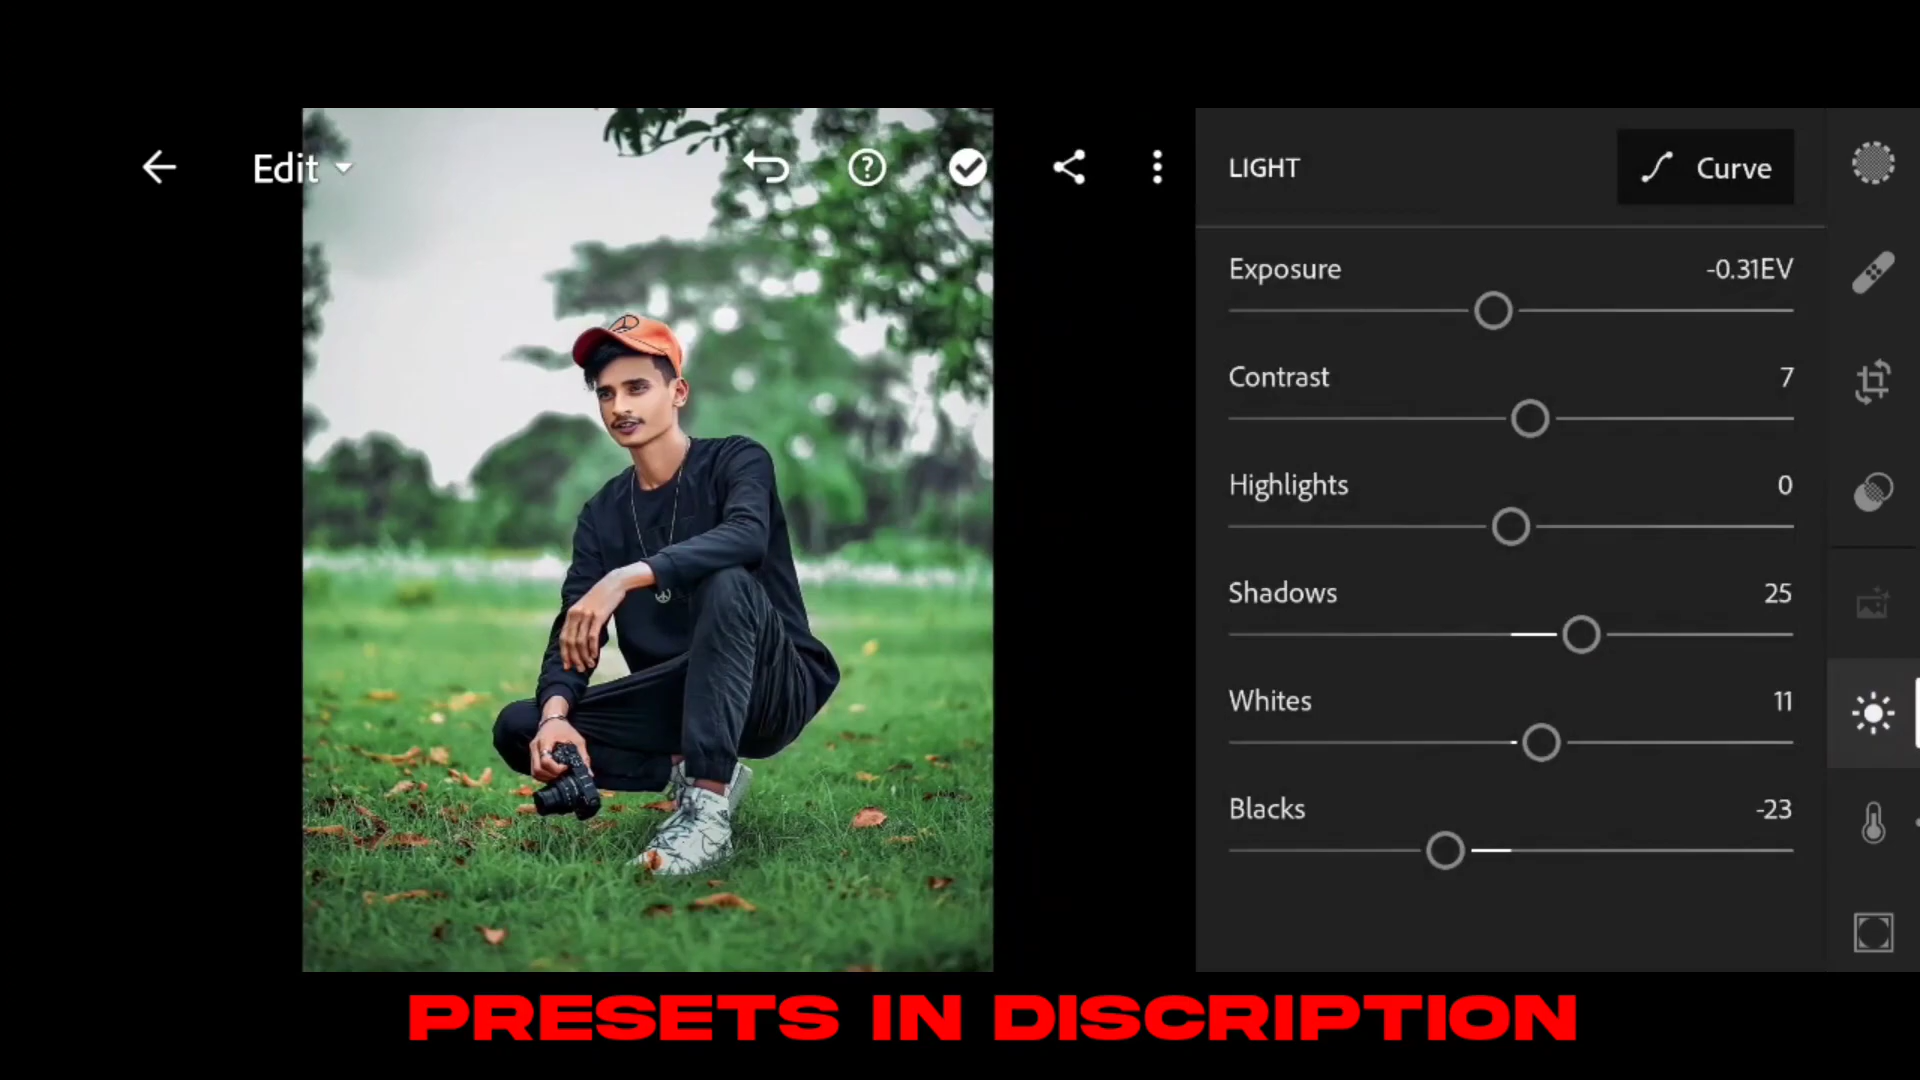 Edit
LIGHT
Curve
Exposure -0.31EV
Contrast 7
Highlights 0
Shadows 25
Whites 11
Blacks -23
PRESETS IN DISCRIPTION